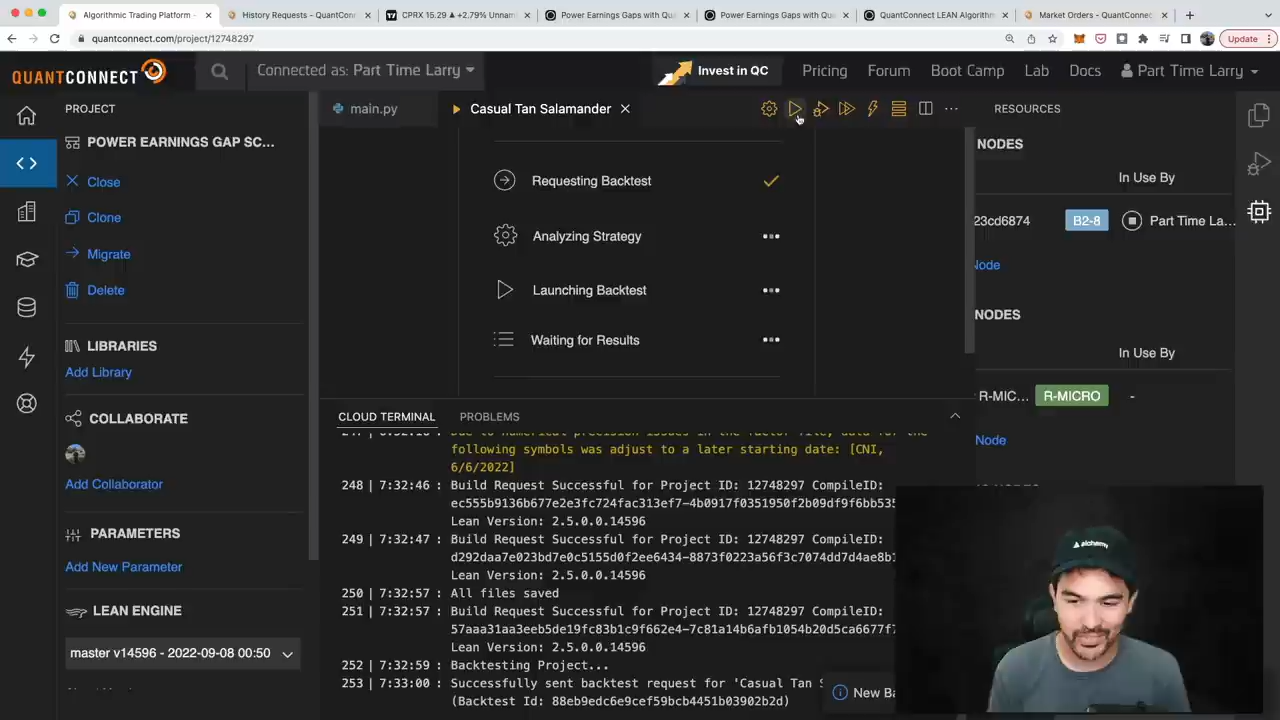 Algorithmic Trading Platform -
History Requests - QuantConn
CPRX 15.29 ▲ +2.79% Unnam
Power Earnings Gaps with Qua
Power Earnings Gaps with Qua
QuantConnect LEAN Algorithm
Market Orders - QuantConnec
quantconnect.com/project/12748297
Update
QUANTCONNECT
Connected as: Part Time Larry
Invest in QC
Pricing
Forum
Boot Camp
Lab
Docs
Part Time Larry
PROJECT
main.py
Casual Tan Salamander
RESOURCES
POWER EARNINGS GAP SC...
NODES
Close
Requesting Backtest
In Use By
Clone
23cd6874
B2-8
Part Time La...
Migrate
Analyzing Strategy
Node
Delete
Launching Backtest
NODES
LIBRARIES
Waiting for Results
In Use By
Add Library
R-MIC...
R-MICRO
-
COLLABORATE
CLOUD TERMINAL
PROBLEMS
Node
Add Collaborator
following symbols was adjust to a later starting date: [CNI,
6/6/2022]
248 | 7:32:46 : Build Request Successful for Project ID: 12748297 CompileID:
ec555b9136b677e2e3fc724fac313ef7-4b0917f0351950f2b09df9f6bb535
Lean Version: 2.5.0.0.14596
PARAMETERS
249 | 7:32:47 : Build Request Successful for Project ID: 12748297 CompileID:
Add New Parameter
d292daa7e023bd7e0c5155d0f2ee6434-8873f0223a56f3c7074dd7d4ae8b1
Lean Version: 2.5.0.0.14596
250 | 7:32:57 : All files saved
LEAN ENGINE
251 | 7:32:57 : Build Request Successful for Project ID: 12748297 CompileID:
57aaa31aa3eeb5de19fc83b1c9f662e4-7c81a14b6afb1054b20d5ca6677f7
Lean Version: 2.5.0.0.14596
master v14596 - 2022-09-08 00:50
252 | 7:32:59 : Backtesting Project...
253 | 7:33:00 : Successfully sent backtest request for 'Casual Tan S
(Backtest Id: 88eb9edc6e9cef59bcb4451b03902b2d)
New Ba
alchemy